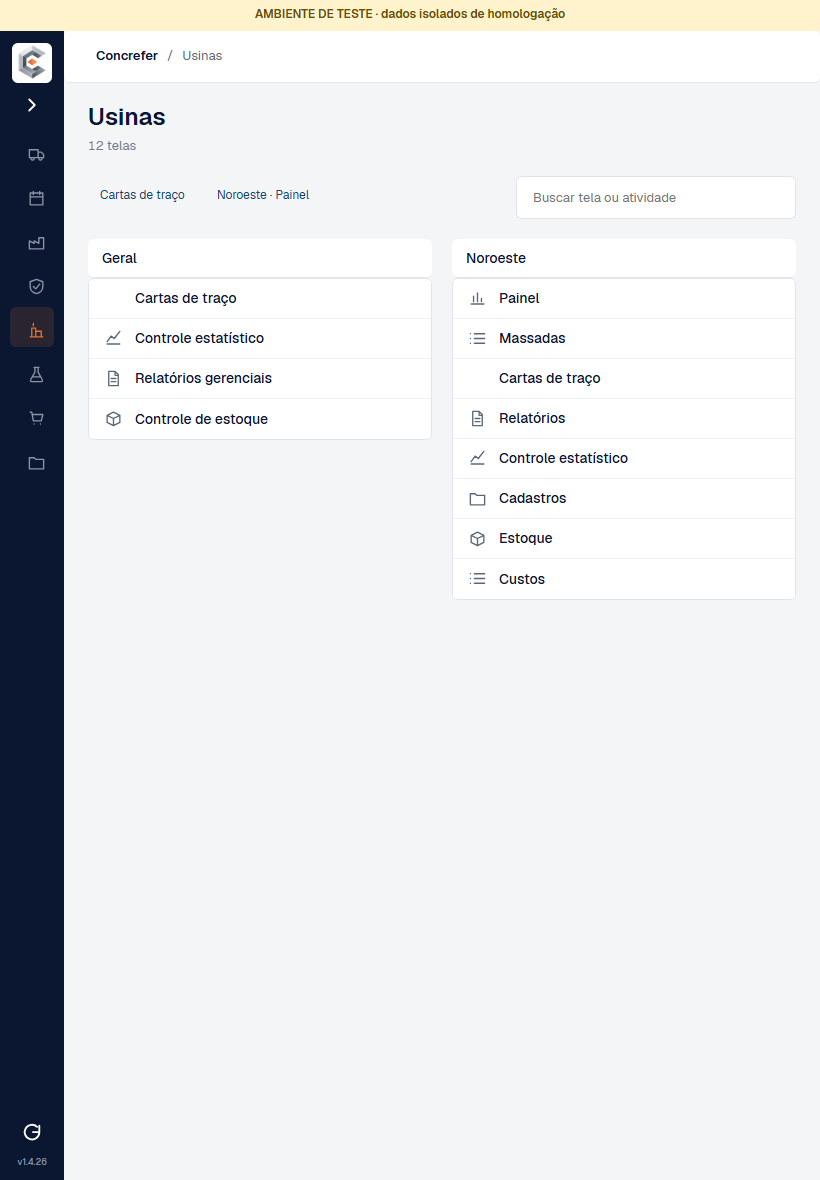 AMBIENTE DE TESTE · dados isolados de homologação
Concrefer / Usinas
Usinas
12 telas
Cartas de traço
Noroeste · Painel
Buscar tela ou atividade
Geral
Cartas de traço
Controle estatístico
Relatórios gerenciais
Controle de estoque
Noroeste
Painel
Massadas
Cartas de traço
Relatórios
Controle estatístico
Cadastros
Estoque
Custos
v1.4.26